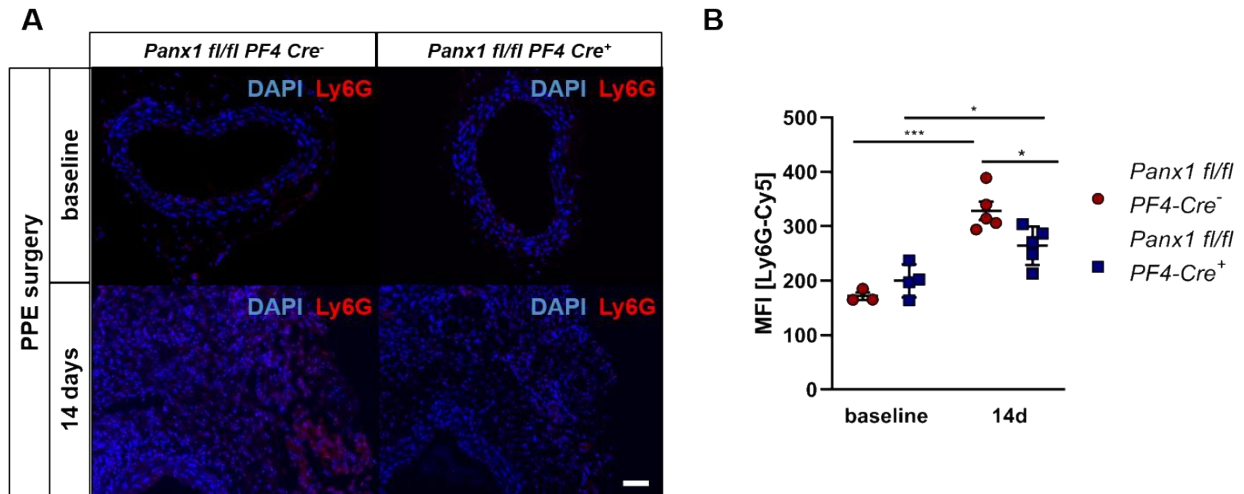 A
Panx1 fl/fl PF4 Cre-
Panx1 fl/fl PF4 Cre+
PPE surgery
baseline
DAPI Ly6G
DAPI Ly6G
14 days
DAPI Ly6G
DAPI Ly6G
B
MFI [Ly6G-Cy5]
500
400
300
200
100
0
*
***
*
baseline
14d
Panx1 fl/fl
PF4-Cre-
Panx1 fl/fl
PF4-Cre+